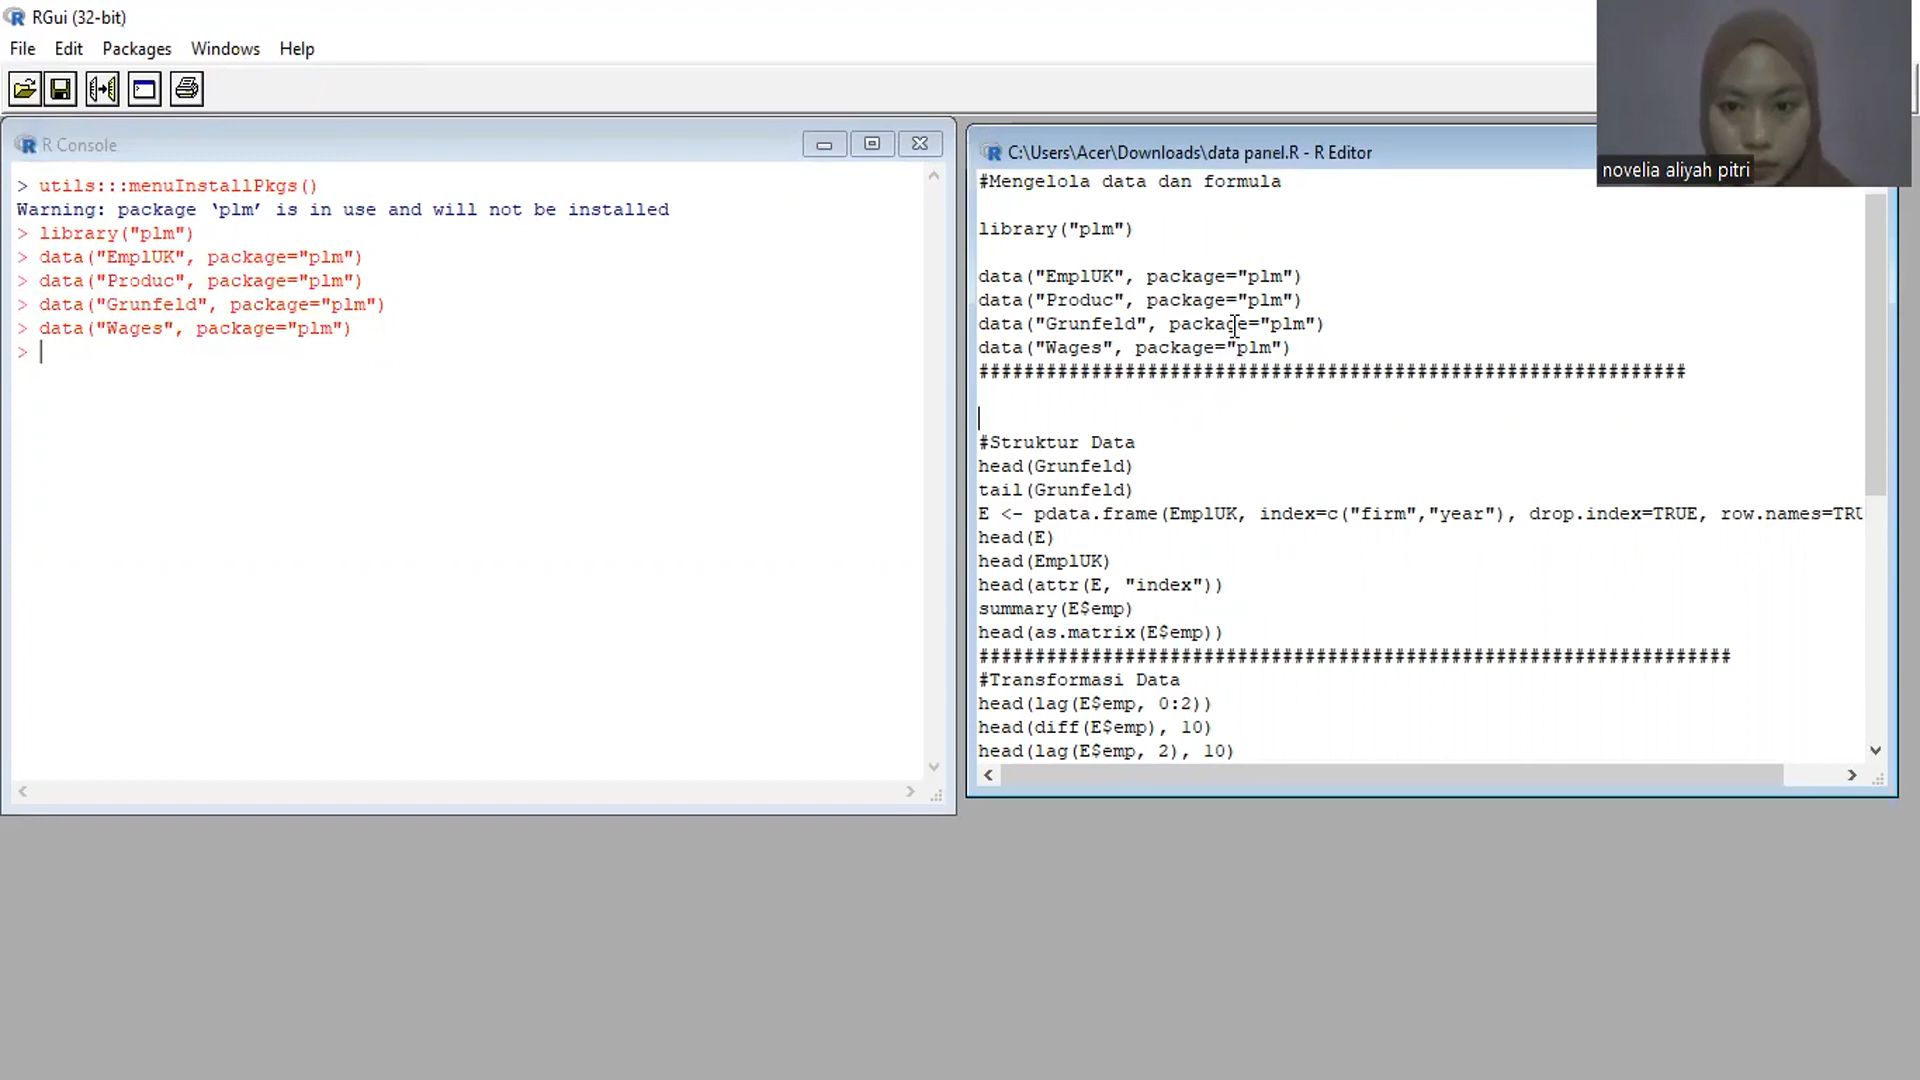 RGui (32-bit)
File Edit Packages Windows Help
R Console
> utils:::menuInstallPkgs()
Warning: package ‘plm’ is in use and will not be installed
> library("plm")
> data("EmplUK", package="plm")
> data("Produc", package="plm")
> data("Grunfeld", package="plm")
> data("Wages", package="plm")
>
C:\Users\Acer\Downloads\data panel.R - R Editor
#Mengelola data dan formula
library("plm")
data("EmplUK", package="plm")
data("Produc", package="plm")
data("Grunfeld", package="plm")
data("Wages", package="plm")
###############################################################
#Struktur Data
head(Grunfeld)
tail(Grunfeld)
E <- pdata.frame(EmplUK, index=c("firm","year"), drop.index=TRUE, row.names=TRU
head(E)
head(EmplUK)
head(attr(E, "index"))
summary(E$emp)
head(as.matrix(E$emp))
###################################################################
#Transformasi Data
head(lag(E$emp, 0:2))
head(diff(E$emp), 10)
head(lag(E$emp, 2), 10)
novelia aliyah pitri